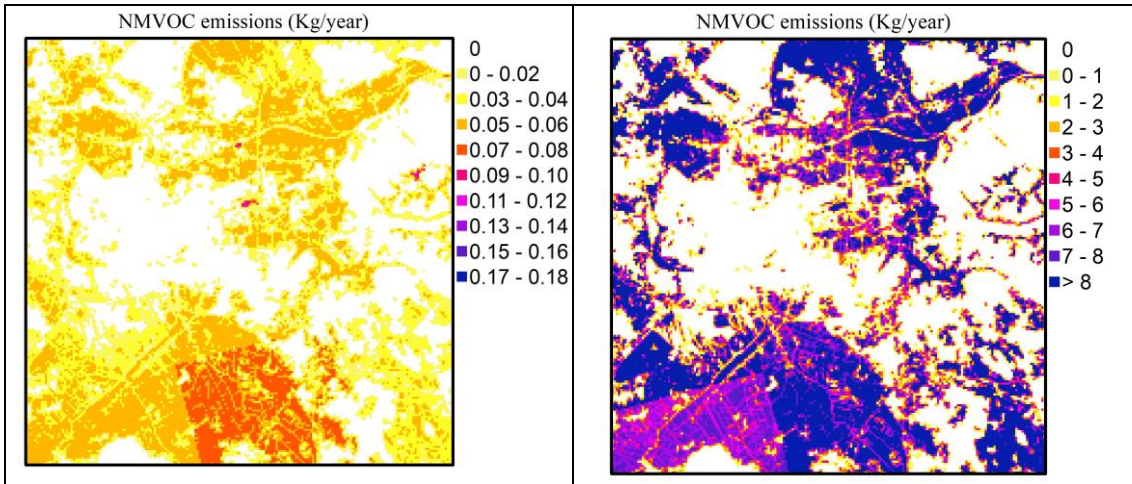 NMVOC emissions (Kg/year)
0
0 - 0.02
0.03 - 0.04
0.05 - 0.06
0.07 - 0.08
0.09 - 0.10
0.11 - 0.12
0.13 - 0.14
0.15 - 0.16
0.17 - 0.18
NMVOC emissions (Kg/year)
0
0 - 1
1 - 2
2 - 3
3 - 4
4 - 5
5 - 6
6 - 7
7 - 8
> 8